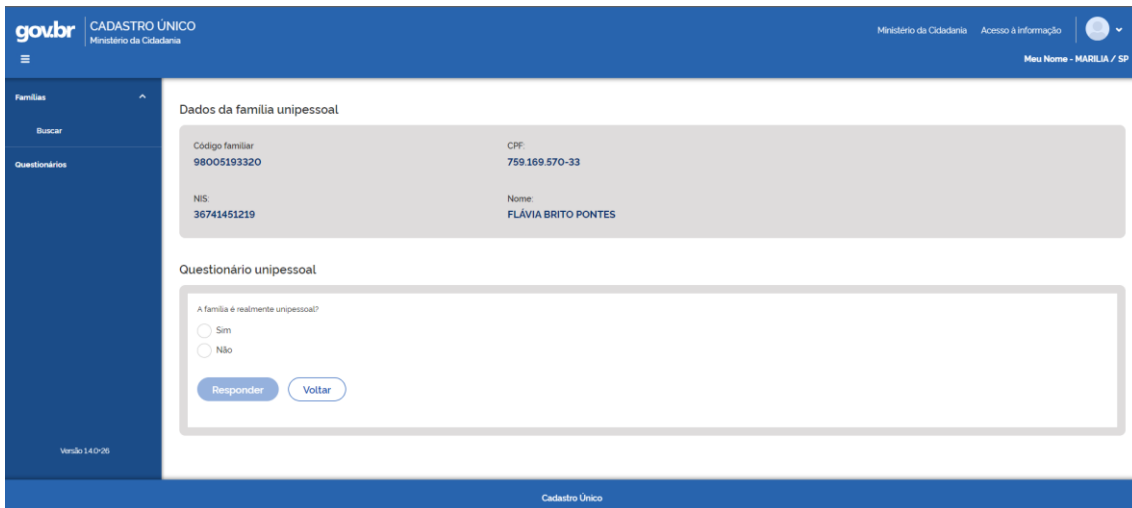 gov.br
CADASTRO ÚNICO
Ministério da Cidadania
Ministério da Cidadania Acesso à informação
Meu Nome - MARILIA / SP
Famílias
Buscar
Questionários
Versão 1.4.0-26
Dados da família unipessoal
Código familiar CPF:
98005193320 759.169.570-33
NIS: Nome:
36741451219 FLÁVIA BRITO PONTES
Questionário unipessoal
A família é realmente unipessoal?
Sim
Não
Responder Voltar
Cadastro Único